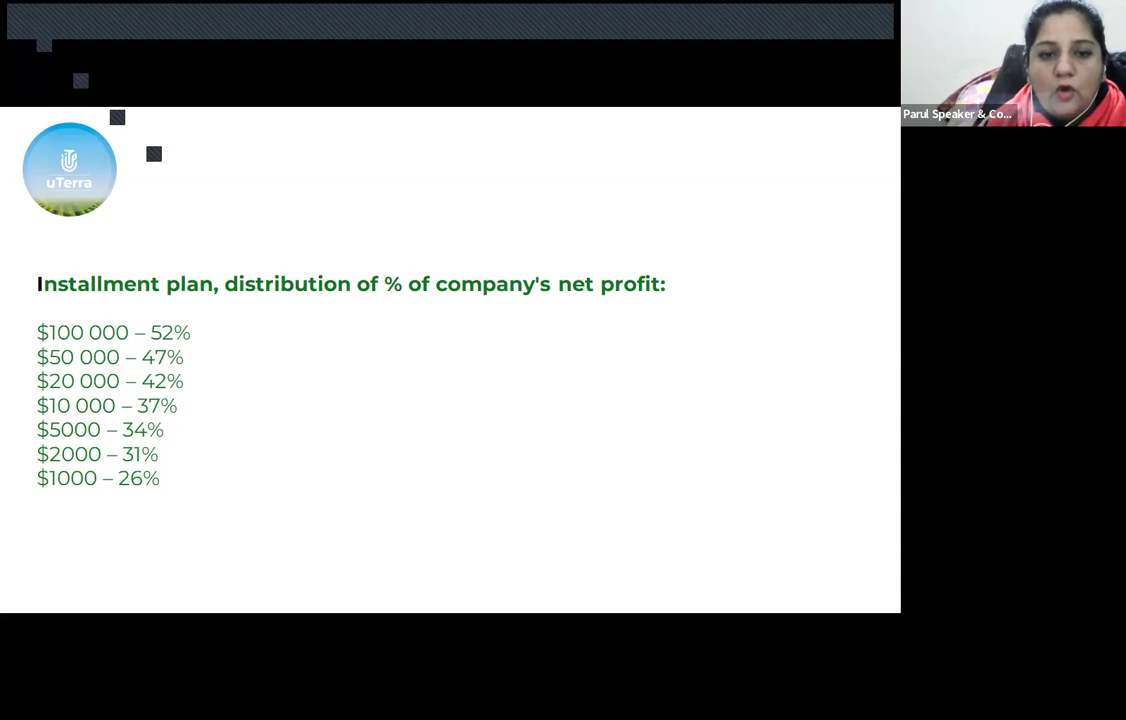 uTerra
Installment plan, distribution of % of company's net profit:
$100 000 – 52%
$50 000 – 47%
$20 000 – 42%
$10 000 – 37%
$5000 – 34%
$2000 – 31%
$1000 – 26%
Parul Speaker & Co...